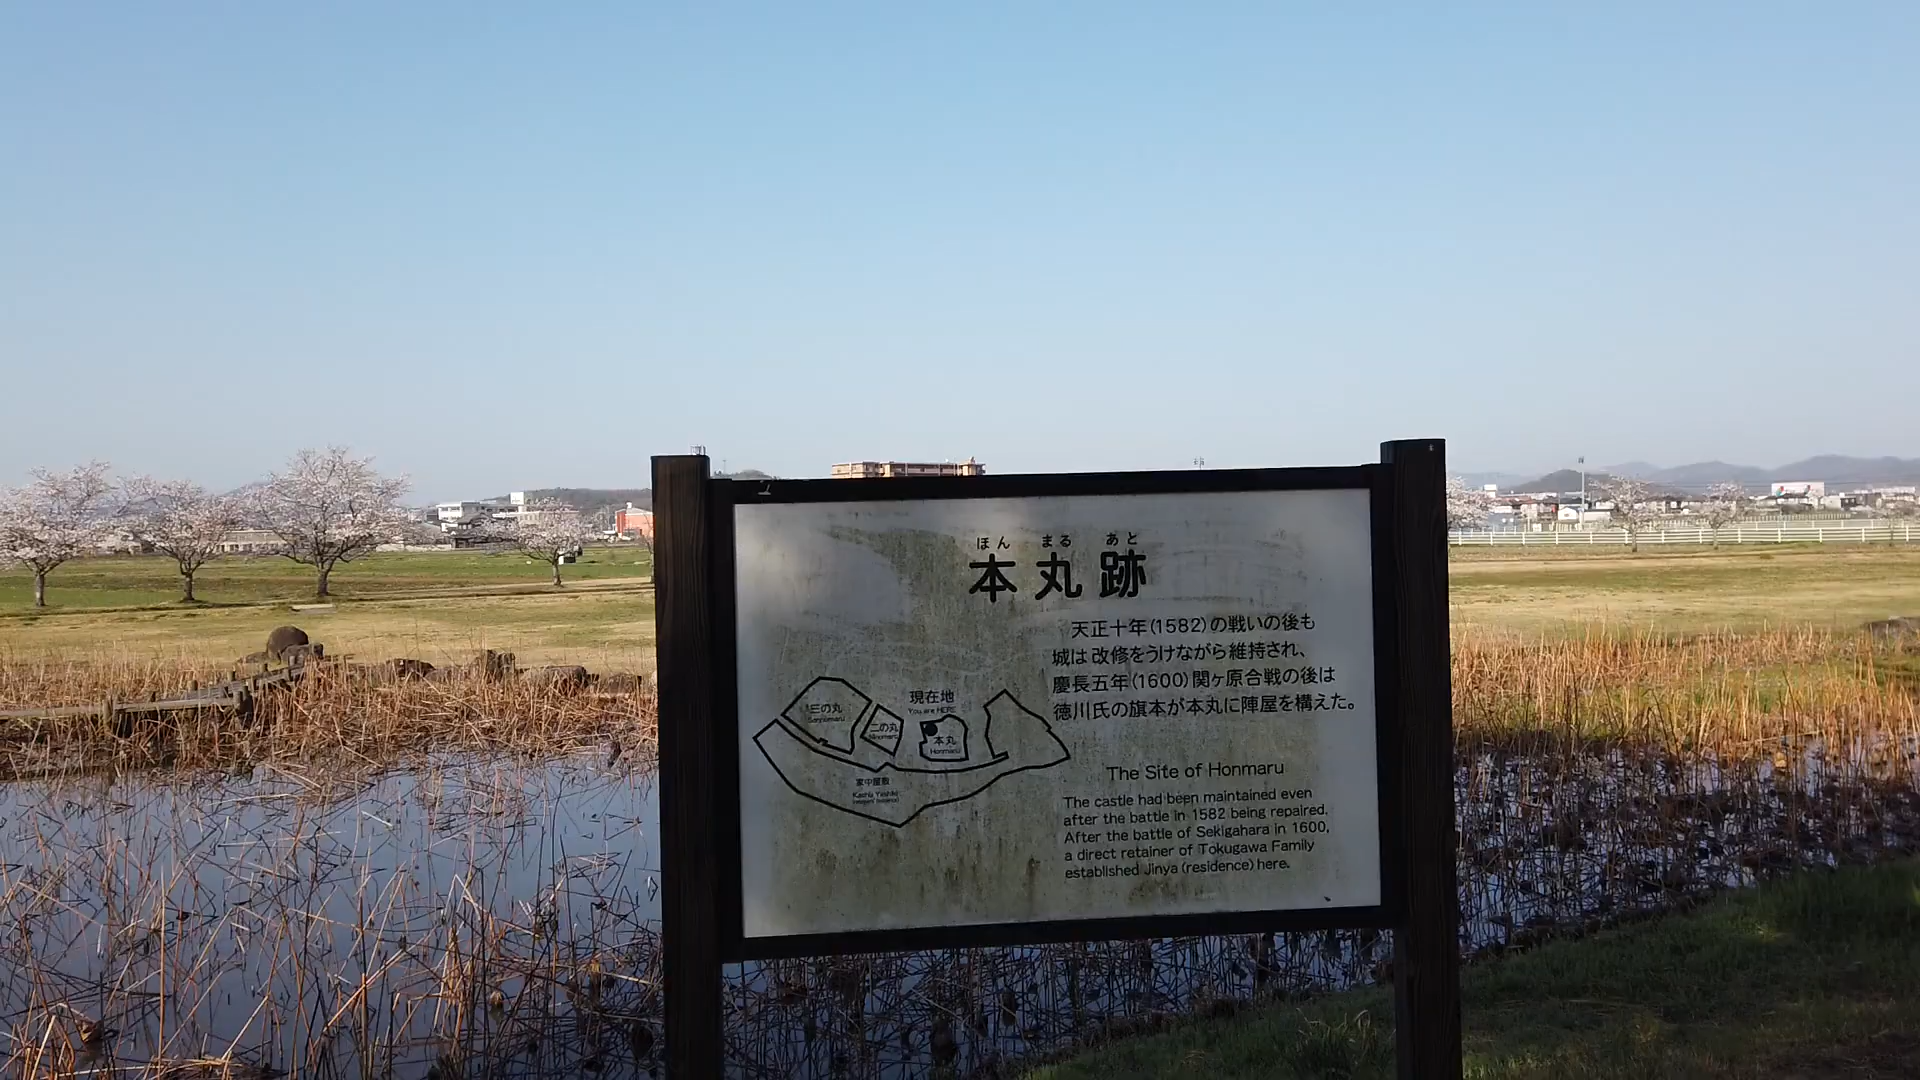 ほん まる あと
本丸跡
天正十年(1582)の戦いの後も
城は改修をうけながら維持され、
慶長五年(1600)関ヶ原合戦の後は
徳川氏の旗本が本丸に陣屋を構えた。
現在地
You are HERE
三の丸
Sannomaru
二の丸
Ninomaru
本丸
Honmaru
家中屋敷
Kachu Yashiki
The Site of Honmaru
The castle had been maintained even
after the battle in 1582 being repaired.
After the battle of Sekigahara in 1600,
a direct retainer of Tokugawa Family
established Jinya (residence) here.